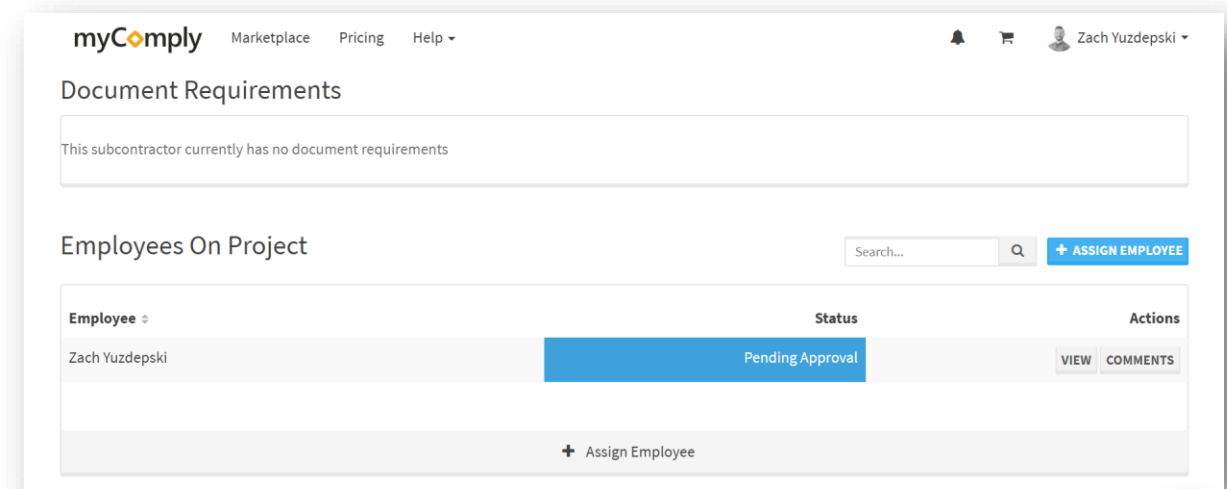 myComply Marketplace Pricing Help Zach Yuzdepski
Document Requirements
This subcontractor currently has no document requirements
Employees On Project Search... + ASSIGN EMPLOYEE
Employee Status Actions
Zach Yuzdepski Pending Approval VIEW COMMENTS
+ Assign Employee